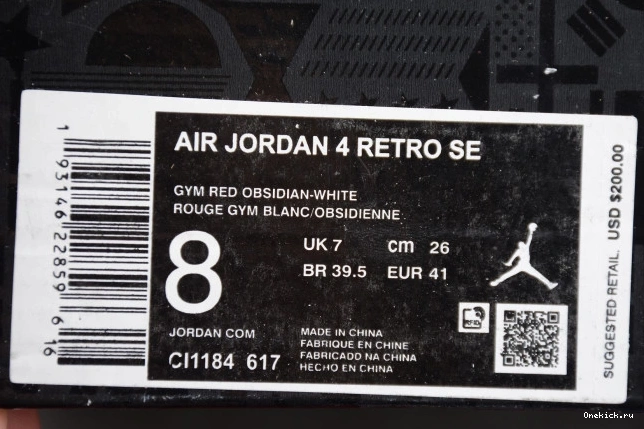 AIR JORDAN 4 RETRO SE
GYM RED OBSIDIAN-WHITE
ROUGE GYM BLANC/OBSIDIENNE
8
UK 7 cm 26
BR 39.5 EUR 41
JORDAN COM
CI1184 617
MADE IN CHINA
FABRIQUE EN CHINE
FABRICADO NA CHINA
HECHO EN CHINA
RFID
1 93146 22859 6 16
SUGGESTED RETAIL. USD $200.00
Onekick.ru